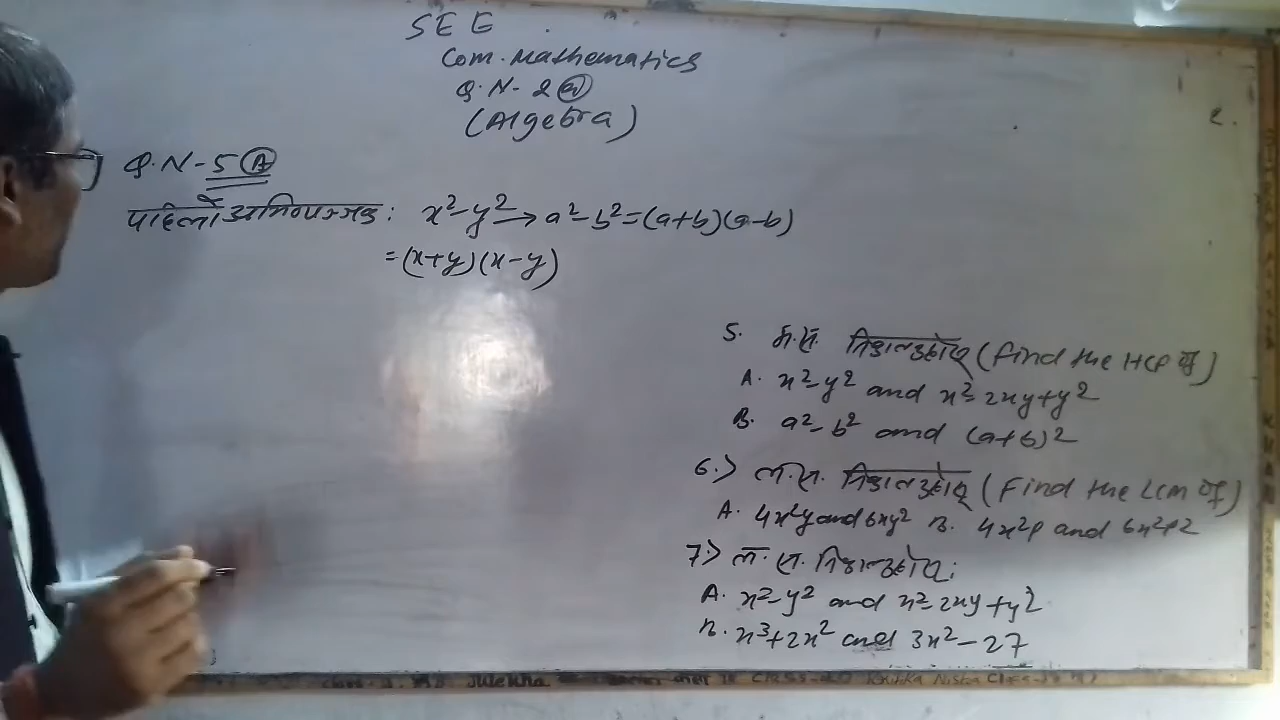 SEE
Com. Mathematics
Q.N- 2
(Algebra)
Q.N-5 (A)
पहिलो अभिव्यञ्जक: x²-y² → a²-b²=(a+b)(a-b)
=(x+y)(x-y)
5. म.स. निकाल्नुहोस् (Find the HCF of)
A. x²-y² and x²-2xy+y²
B. a²-b² and (a+b)²
6.> ल.स. निकाल्नुहोस् (Find the LCM of)
A. 4x²y and 6xy² B. 4x²p and 6x²p2
7.> ल.स. निकाल्नुहोस्:
A. x²-y² and x²-2xy+y²
B. x³+2x² and 3x²-27